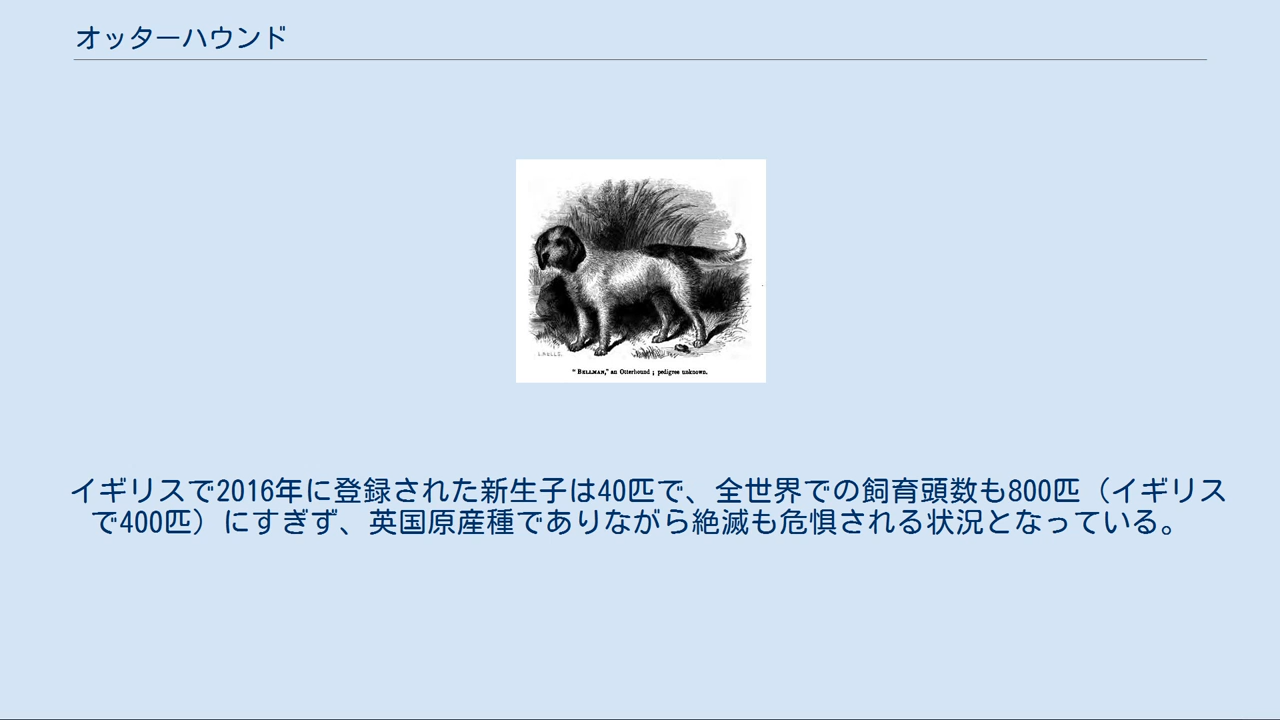 オッターハウンド
L.WELLS.
"BELLMAN," an Otterhound ; pedigree unknown.
イギリスで2016年に登録された新生子は40匹で、全世界での飼育頭数も800匹（イギリス
で400匹）にすぎず、英国原産種でありながら絶滅も危惧される状況となっている。